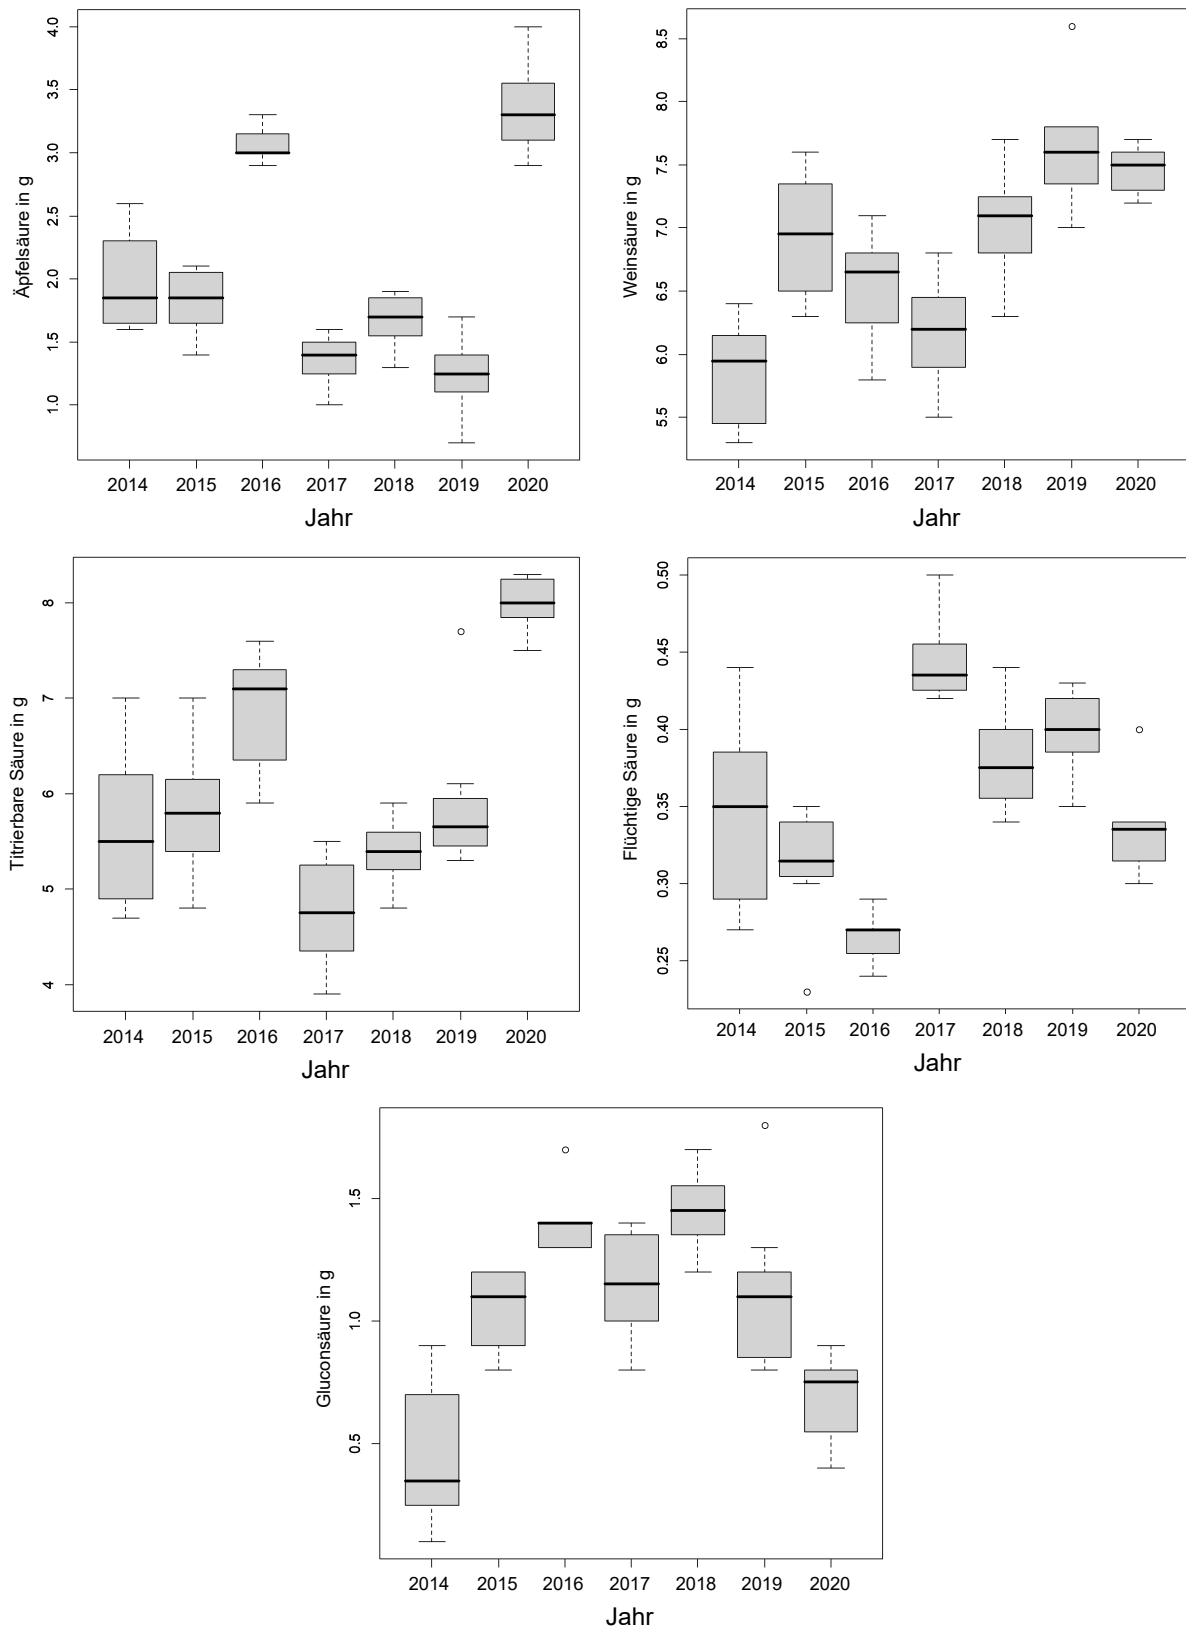 Äpfelsäure in g
4.0
3.5
3.0
2.5
2.0
1.5
1.0
2014 2015 2016 2017 2018 2019 2020
Jahr
Weinsäure in g
8.5
8.0
7.5
7.0
6.5
6.0
5.5
2014 2015 2016 2017 2018 2019 2020
Jahr
Titrierbare Säure in g
8
7
6
5
4
2014 2015 2016 2017 2018 2019 2020
Jahr
Flüchtige Säure in g
0.50
0.45
0.40
0.35
0.30
0.25
2014 2015 2016 2017 2018 2019 2020
Jahr
Gluconsäure in g
1.5
1.0
0.5
2014 2015 2016 2017 2018 2019 2020
Jahr